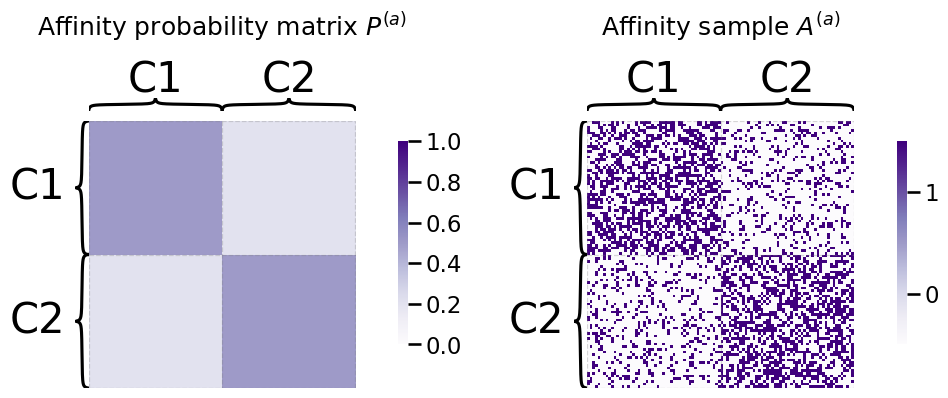 Affinity probability matrix P^(a)
C1 C2
C1
C2
1.0
0.8
0.6
0.4
0.2
0.0
Affinity sample A^(a)
C1 C2
C1
C2
1
0